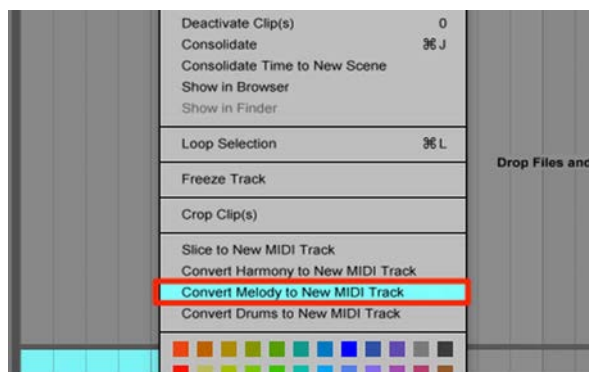 Deactivate Clip(s) 0
Consolidate ⌘ J
Consolidate Time to New Scene
Show in Browser
Show in Finder
Loop Selection ⌘ L
Drop Files and
Freeze Track
Crop Clip(s)
Slice to New MIDI Track
Convert Harmony to New MIDI Track
Convert Melody to New MIDI Track
Convert Drums to New MIDI Track